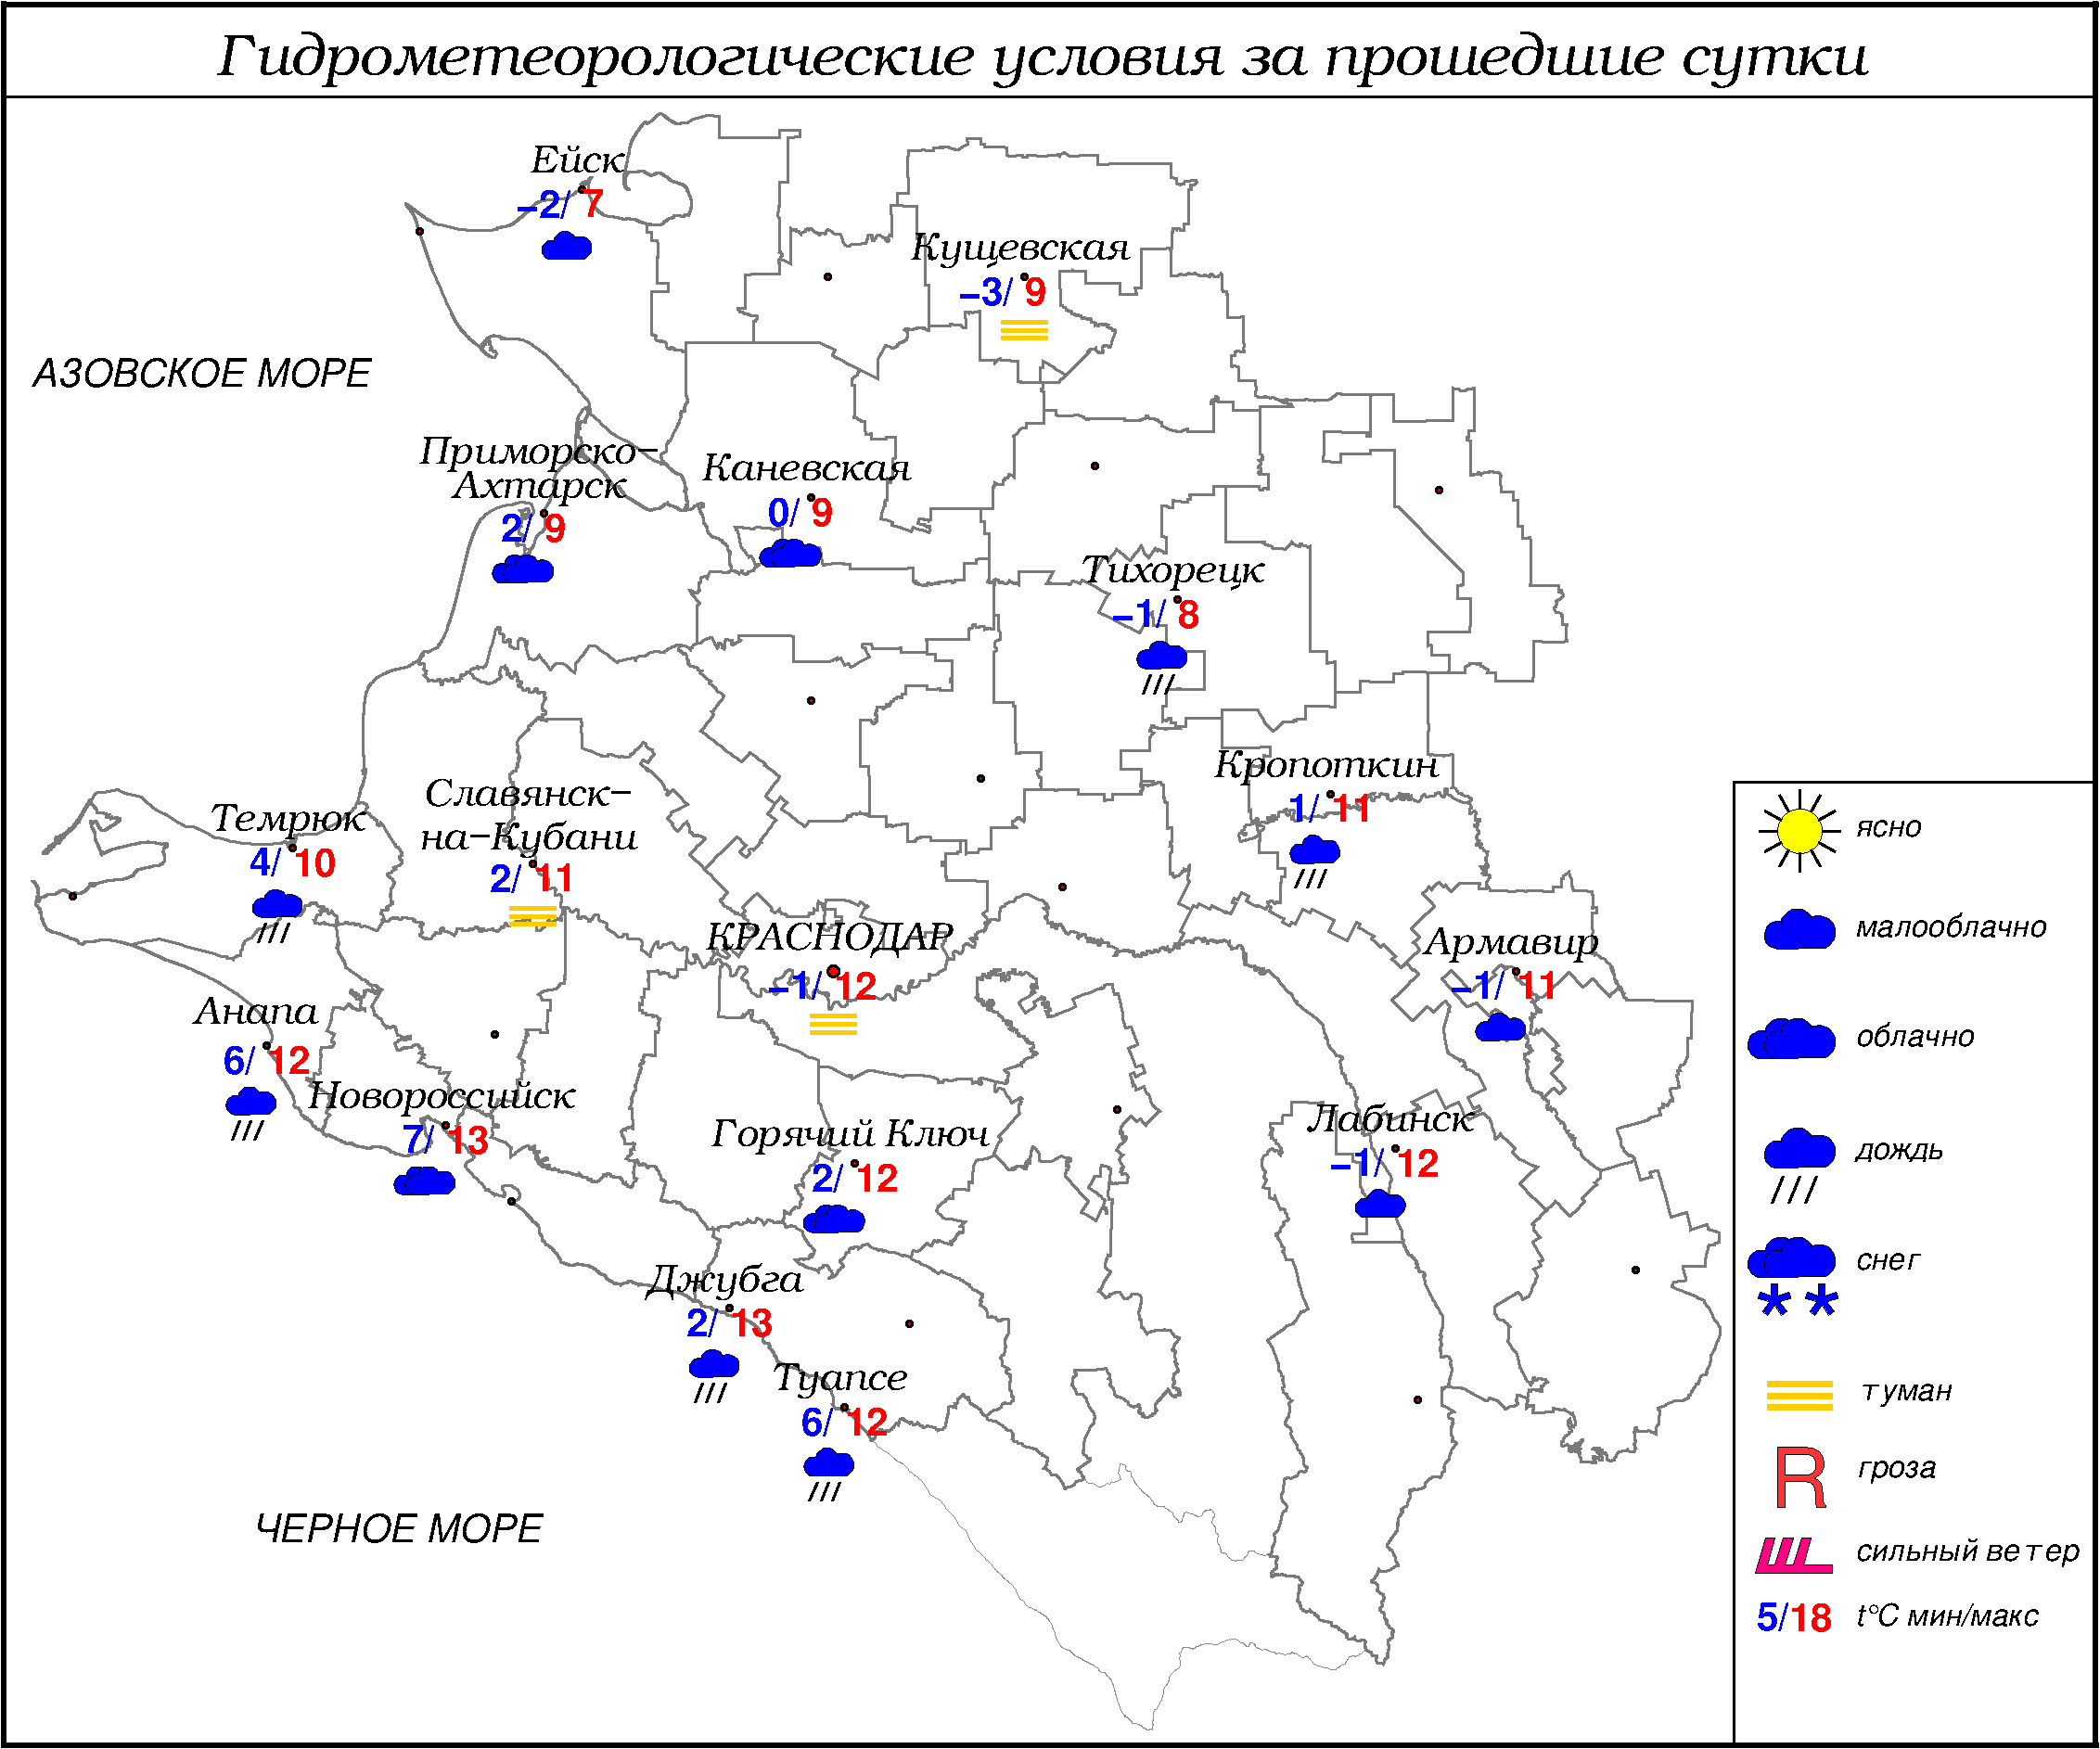 Гидрометеорологические условия за прошедшие сутки
Ейск
–2/ 7
Кущевская
–3/ 9
АЗОВСКОЕ МОРЕ
Приморско–
Ахтарск
2/ 9
Каневская
0/ 9
Тихорецк
–1/ 8
Кропоткин
1/ 11
Темрюк
4/ 10
Славянск–
на–Кубани
2/ 11
КРАСНОДАР
–1/ 12
Армавир
–1/ 11
Анапа
6/ 12
Новороссийск
7/ 13
Горячий Ключ
2/ 12
Лабинск
–1/ 12
Джубга
2/ 13
Туапсе
6/ 12
ЧЕРНОЕ МОРЕ
ясно
малооблачно
облачно
дождь
снег
туман
R гроза
сильный ветер
5/18 t°C мин/макс